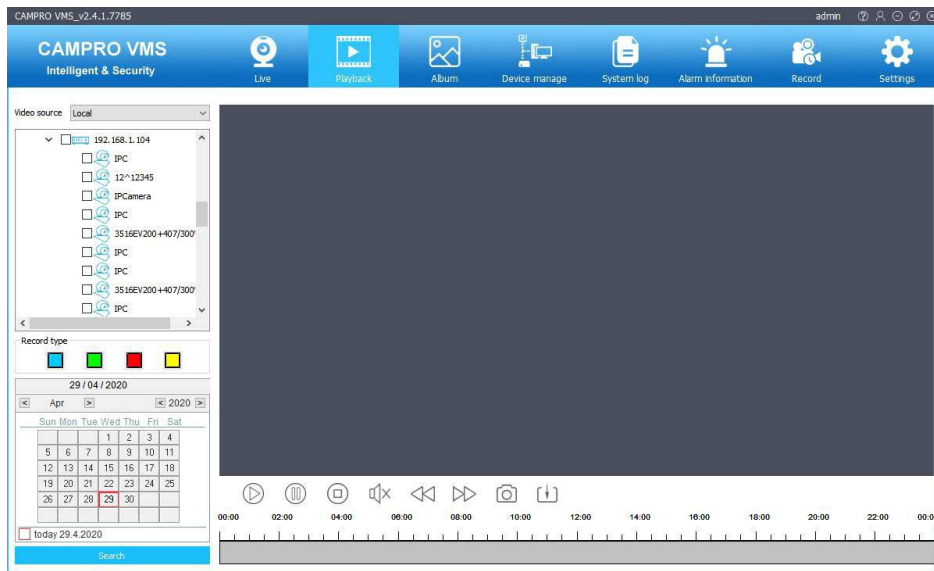 CAMPRO VMS_v2.4.1.7785
admin
CAMPRO VMS
Intelligent & Security
Live
Playback
Album
Device manage
System log
Alarm information
Record
Settings
Video source
Local
192.168.1.104
IPC
12^12345
IPCamera
IPC
3516EV200+407/300
IPC
IPC
3516EV200+407/300
IPC
Record type
29 / 04 / 2020
< Apr > < 2020 >
Sun Mon Tue Wed Thu Fri Sat
1 2 3 4
5 6 7 8 9 10 11
12 13 14 15 16 17 18
19 20 21 22 23 24 25
26 27 28 29 30
today 29.4.2020
Search
00:00 02:00 04:00 06:00 08:00 10:00 12:00 14:00 16:00 18:00 20:00 22:00 00:0